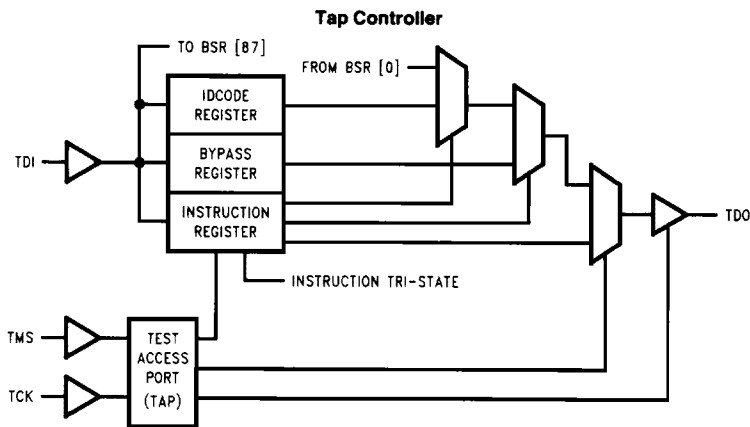 Tap Controller
TO BSR [87]
FROM BSR [0]
IDCODE
REGISTER
TDI
BYPASS
REGISTER
INSTRUCTION
REGISTER
TDO
INSTRUCTION TRI-STATE
TMS
TEST
ACCESS
PORT
(TAP)
TCK